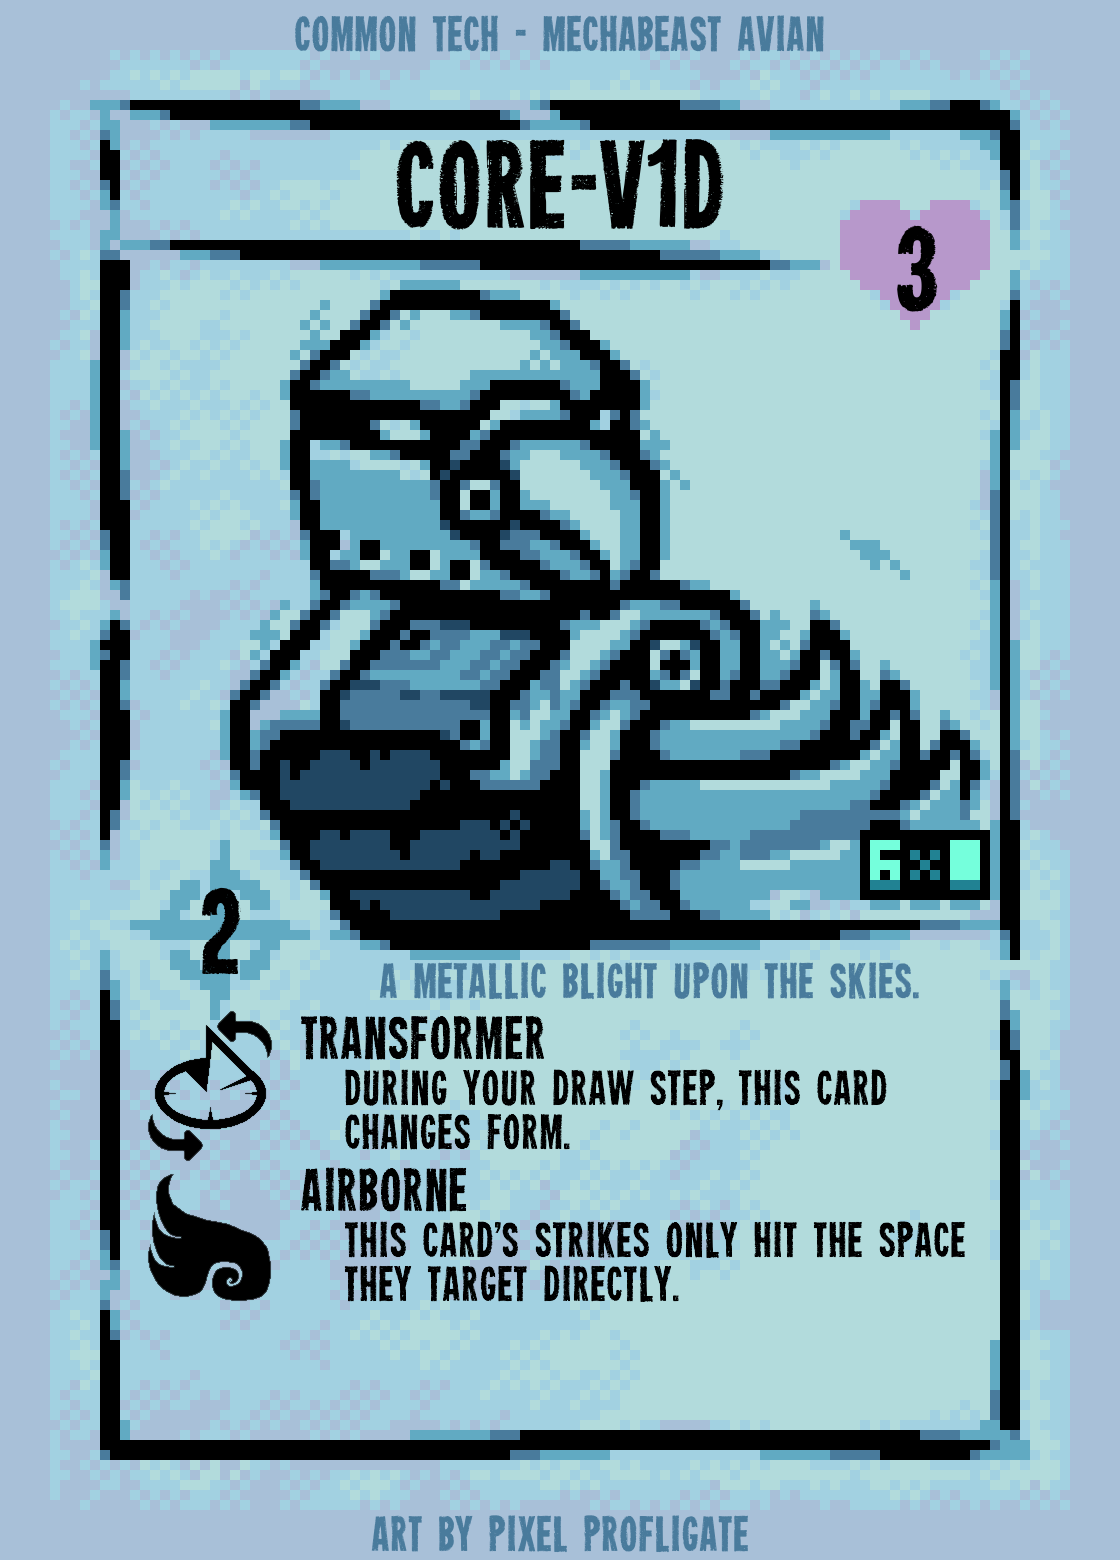 COMMON TECH - MECHABEAST AVIAN
CORE-V1D
3
6×
2
A METALLIC BLIGHT UPON THE SKIES.
TRANSFORMER
DURING YOUR DRAW STEP, THIS CARD
CHANGES FORM.
AIRBORNE
THIS CARD'S STRIKES ONLY HIT THE SPACE
THEY TARGET DIRECTLY.
ART BY PIXEL PROFLIGATE